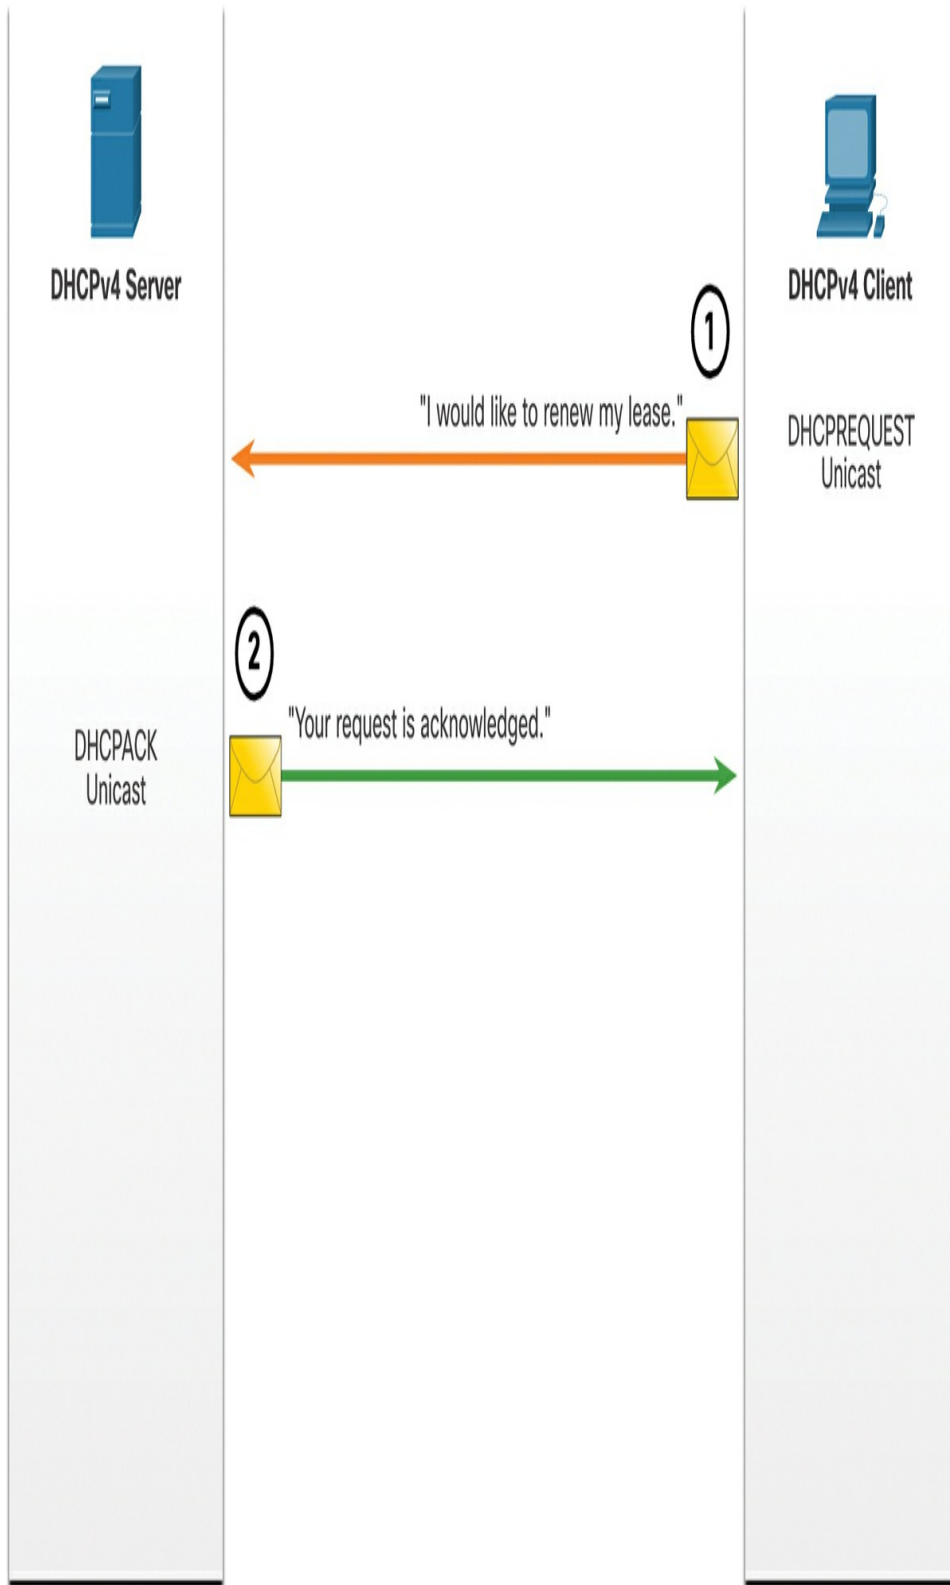 DHCPv4 Server
DHCPv4 Client
1
"I would like to renew my lease."
DHCPREQUEST
Unicast
2
"Your request is acknowledged."
DHCPACK
Unicast